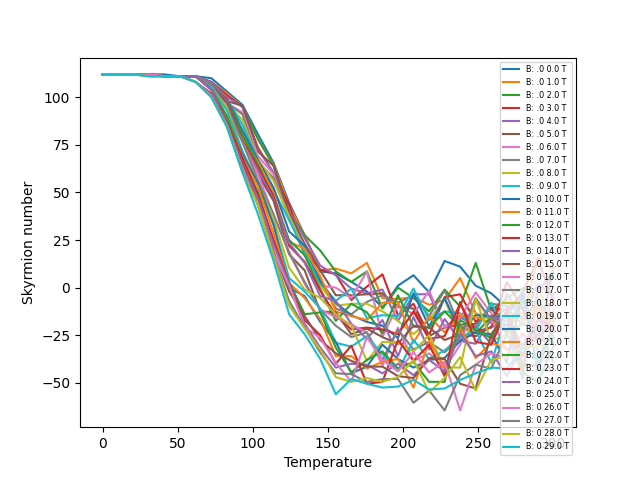 Skyrmion number
100
75
50
25
0
−25
−50
0
50
100
150
200
250
Temperature
B: .0 0.0 T
B: .0 1.0 T
B: .0 2.0 T
B: .0 3.0 T
B: .0 4.0 T
B: .0 5.0 T
B: .0 6.0 T
B: .0 7.0 T
B: .0 8.0 T
B: .0 9.0 T
B: 0 10.0 T
B: 0 11.0 T
B: 0 12.0 T
B: 0 13.0 T
B: 0 14.0 T
B: 0 15.0 T
B: 0 16.0 T
B: 0 17.0 T
B: 0 18.0 T
B: 0 19.0 T
B: 0 20.0 T
B: 0 21.0 T
B: 0 22.0 T
B: 0 23.0 T
B: 0 24.0 T
B: 0 25.0 T
B: 0 26.0 T
B: 0 27.0 T
B: 0 28.0 T
B: 0 29.0 T